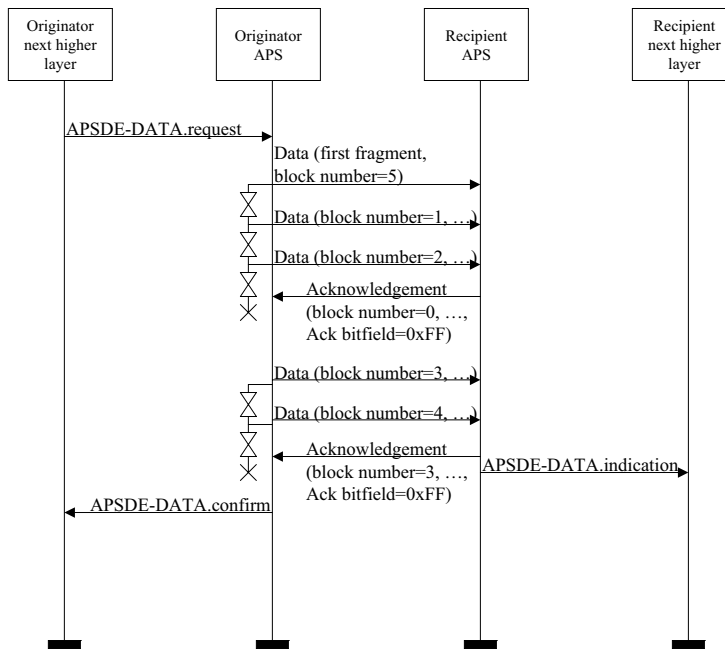 Originator
next higher
layer
Originator
APS
Recipient
APS
Recipient
next higher
layer
APSDE-DATA.request
Data (first fragment,
block number=5)
Data (block number=1, …)
Data (block number=2, …)
Acknowledgement
(block number=0, …,
Ack bitfield=0xFF)
Data (block number=3, …)
Data (block number=4, …)
Acknowledgement
(block number=3, …,
Ack bitfield=0xFF)
APSDE-DATA.indication
APSDE-DATA.confirm